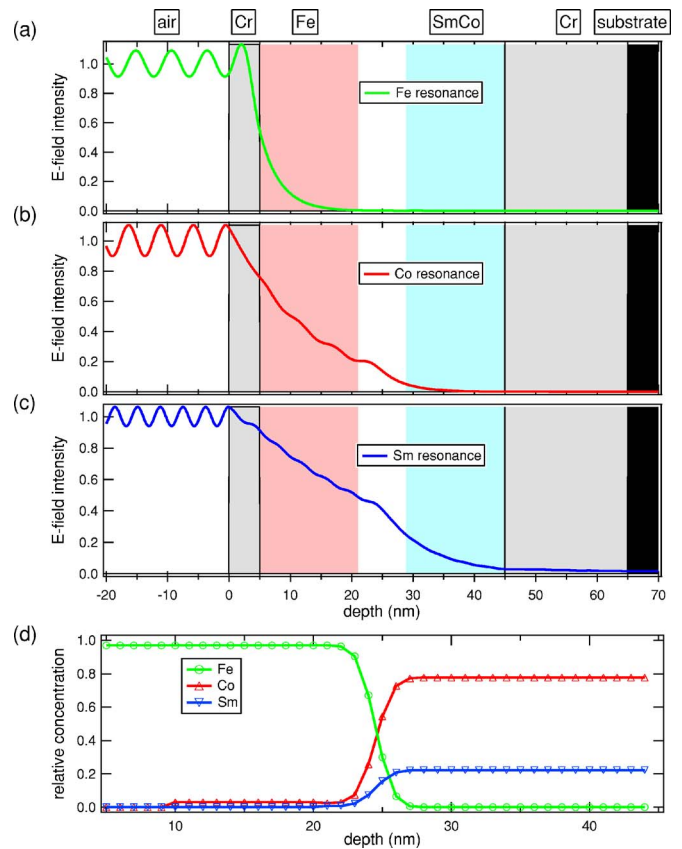 air Cr Fe SmCo Cr substrate
(a)
E-field intensity
1.0
0.8
0.6
0.4
0.2
0.0
Fe resonance
(b)
E-field intensity
1.0
0.8
0.6
0.4
0.2
0.0
Co resonance
(c)
E-field intensity
1.0
0.8
0.6
0.4
0.2
0.0
Sm resonance
-20 -10 0 10 20 30 40 50 60 70
depth (nm)
(d)
relative concentration
1.0
0.8
0.6
0.4
0.2
0.0
Fe
Co
Sm
10 20 30 40
depth (nm)